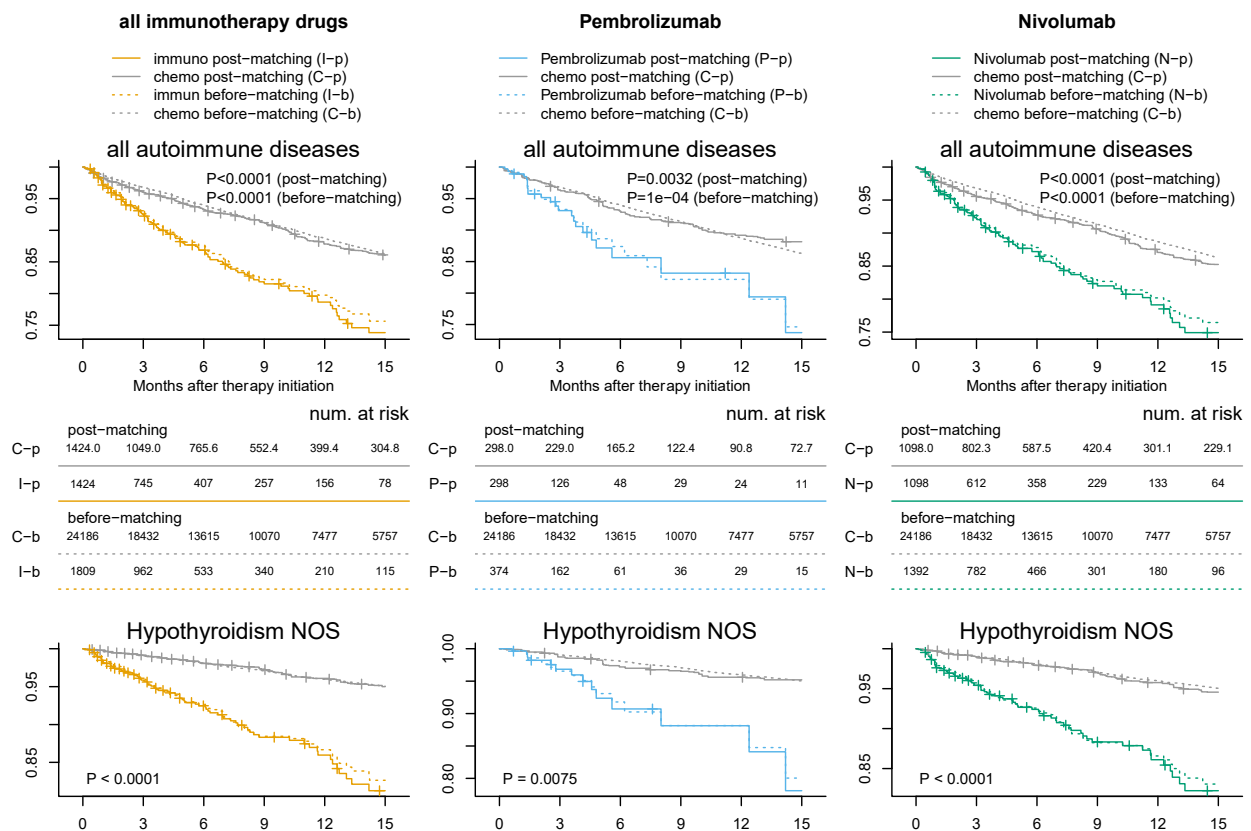 all immunotherapy drugs
immuno post−matching (I−p)
chemo post−matching (C−p)
immun before−matching (I−b)
chemo before−matching (C−b)
Pembrolizumab
Pembrolizumab post−matching (P−p)
chemo post−matching (C−p)
Pembrolizumab before−matching (P−b)
chemo before−matching (C−b)
Nivolumab
Nivolumab post−matching (N−p)
chemo post−matching (C−p)
Nivolumab before−matching (N−b)
chemo before−matching (C−b)
all autoimmune diseases
P<0.0001 (post−matching)
P<0.0001 (before−matching)
0.95
0.85
0.75
0 3 6 9 12 15
Months after therapy initiation
all autoimmune diseases
P=0.0032 (post−matching)
P=1e−04 (before−matching)
0.95
0.85
0.75
0 3 6 9 12 15
Months after therapy initiation
all autoimmune diseases
P<0.0001 (post−matching)
P<0.0001 (before−matching)
0.95
0.85
0.75
0 3 6 9 12 15
Months after therapy initiation
num. at risk
post−matching
C−p 1424.0 1049.0 765.6 552.4 399.4 304.8
I−p 1424 745 407 257 156 78
before−matching
C−b 24186 18432 13615 10070 7477 5757
I−b 1809 962 533 340 210 115
num. at risk
post−matching
C−p 298.0 229.0 165.2 122.4 90.8 72.7
P−p 298 126 48 29 24 11
before−matching
C−b 24186 18432 13615 10070 7477 5757
P−b 374 162 61 36 29 15
num. at risk
post−matching
C−p 1098.0 802.3 587.5 420.4 301.1 229.1
N−p 1098 612 358 229 133 64
before−matching
C−b 24186 18432 13615 10070 7477 5757
N−b 1392 782 466 301 180 96
Hypothyroidism NOS
0.95
0.85
P < 0.0001
0 3 6 9 12 15
Hypothyroidism NOS
1.00
0.90
0.80
P = 0.0075
0 3 6 9 12 15
Hypothyroidism NOS
0.95
0.85
P < 0.0001
0 3 6 9 12 15